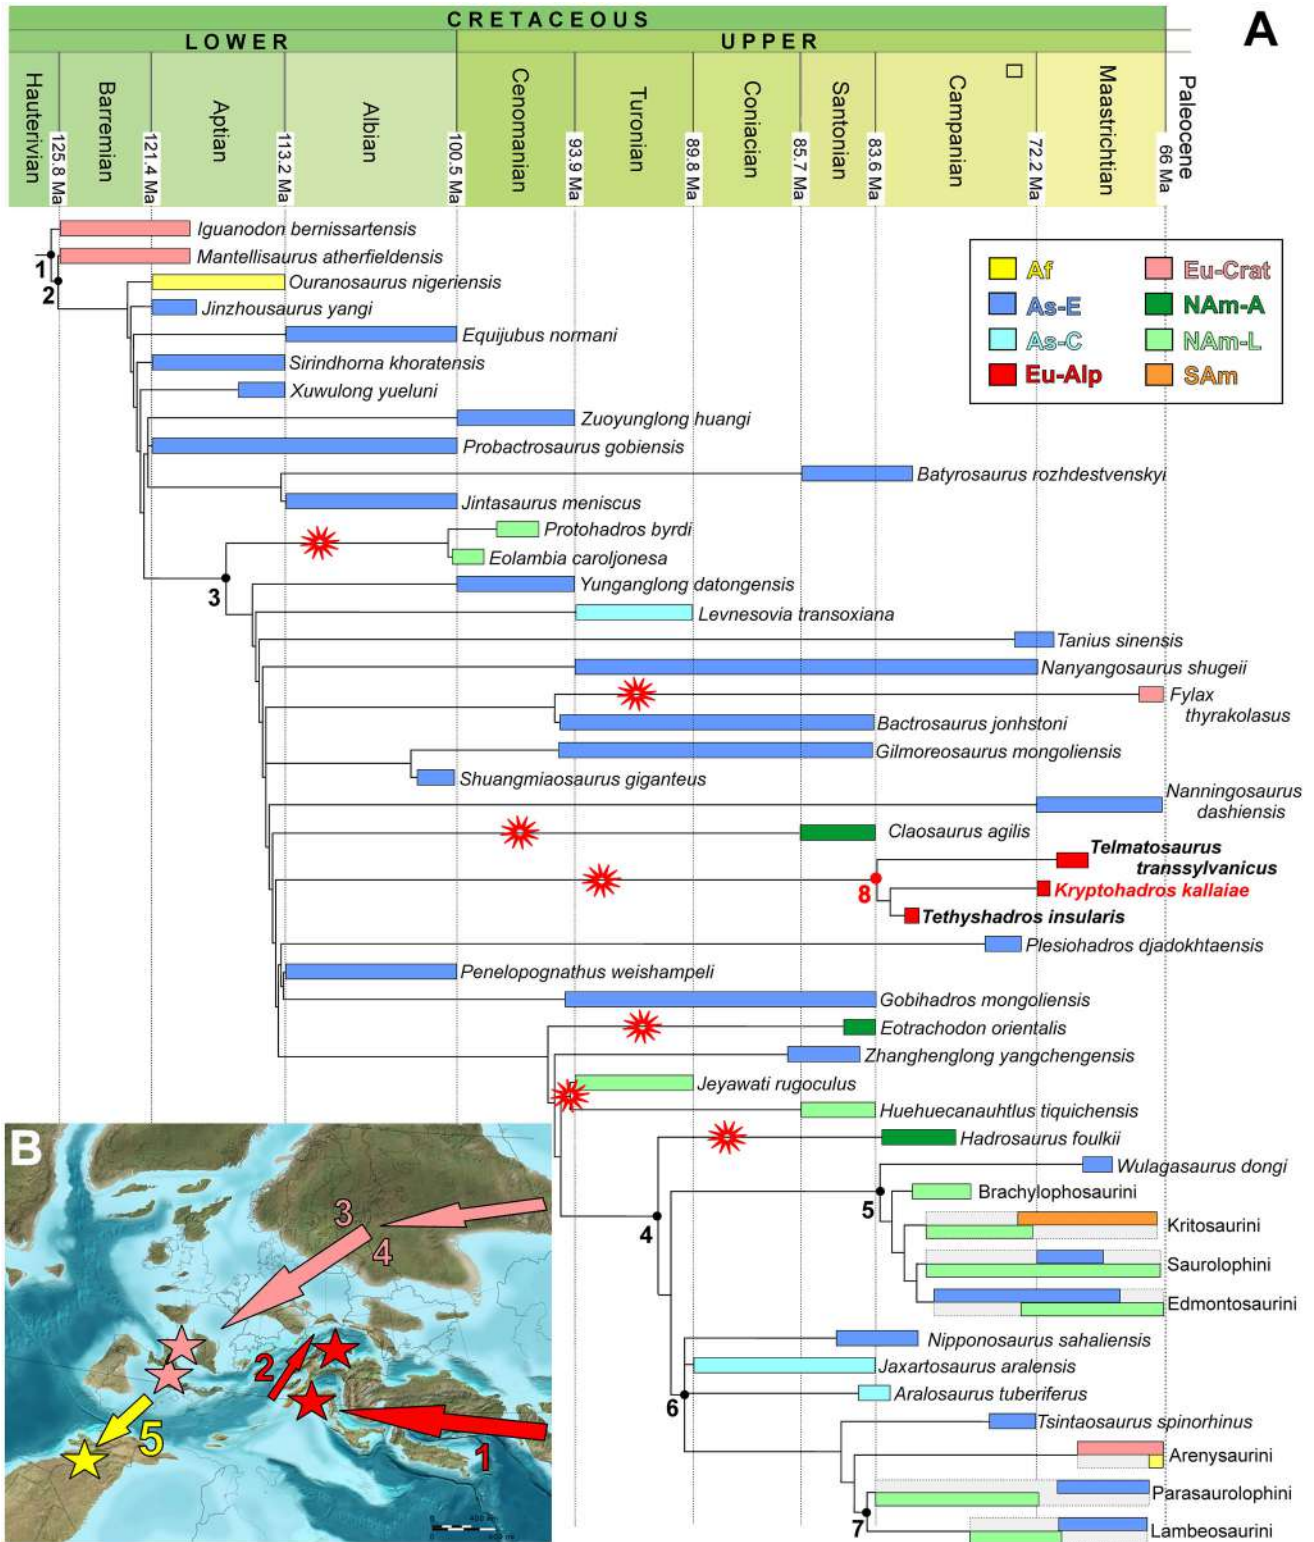 CRETACEOUS
A
LOWER
UPPER
Hauterivian
Barremian
Aptian
Albian
Cenomanian
Turonian
Coniacian
Santonian
Campanian
Maastrichtian
Paleocene
125.8 Ma
121.4 Ma
113.2 Ma
100.5 Ma
93.9 Ma
89.8 Ma
85.7 Ma
83.6 Ma
72.2 Ma
66 Ma
Af
Eu-Crat
As-E
NAm-A
As-C
NAm-L
Eu-Alp
SAm
Iguanodon bernissartensis
1
Mantellisaurus atherfieldensis
2
Ouranosaurus nigeriensis
Jinzhousaurus yangi
Equijubus normani
Sirindhorna khoratensis
Xuwulong yueluni
Zuoyunglong huangi
Probactrosaurus gobiensis
Batyrosaurus rozhdestvenskyi
Jintasaurus meniscus
Protohadros byrdi
Eolambia caroljonesa
3
Yunganglong datongensis
Levnesovia transoxiana
Tanius sinensis
Nanyangosaurus shugeii
Fylax
thyrakolasus
Bactrosaurus jonhstoni
Gilmoreosaurus mongoliensis
Shuangmiaosaurus giganteus
Nanningosaurus
dashiensis
Claosaurus agilis
Telmatosaurus
transsylvanicus
8
Kryptohadros kallaiae
Tethyshadros insularis
Plesiohadros djadokhtaensis
Penelopognathus weishampeli
Gobihadros mongoliensis
Eotrachodon orientalis
Zhanghenglong yangchengensis
Jeyawati rugoculus
Huehuecanauhtlus tiquichensis
Hadrosaurus foulkii
4
Wulagasaurus dongi
5
Brachylophosaurini
Kritosaurini
Saurolophini
Edmontosaurini
Nipponosaurus sahaliensis
Jaxartosaurus aralensis
6
Aralosaurus tuberiferus
Tsintaosaurus spinorhinus
Arenysaurini
Parasaurolophini
7
Lambeosaurini
B
3
4
2
5
1